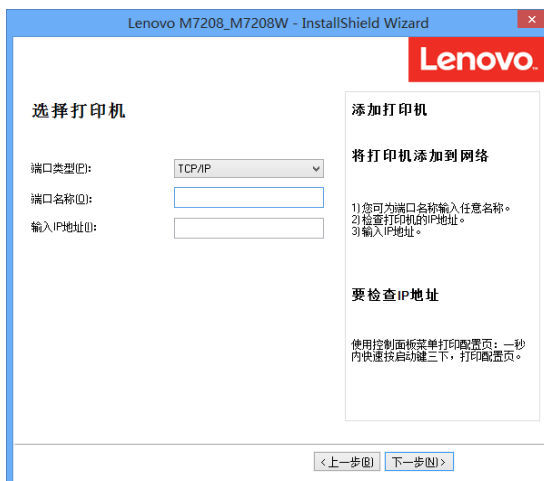 Lenovo M7208_M7208W - InstallShield Wizard
×
Lenovo.
选择打印机
端口类型(P):
TCP/IP
端口名称(O):
输入IP地址(I):
添加打印机
将打印机添加到网络
1)您可为端口名称输入任意名称。
2)检查打印机的IP地址。
3)输入IP地址。
要检查IP地址
使用控制面板菜单打印配置页：一秒
内快速按启动键三下，打印配置页。
<上一步(B)
下一步(N)>